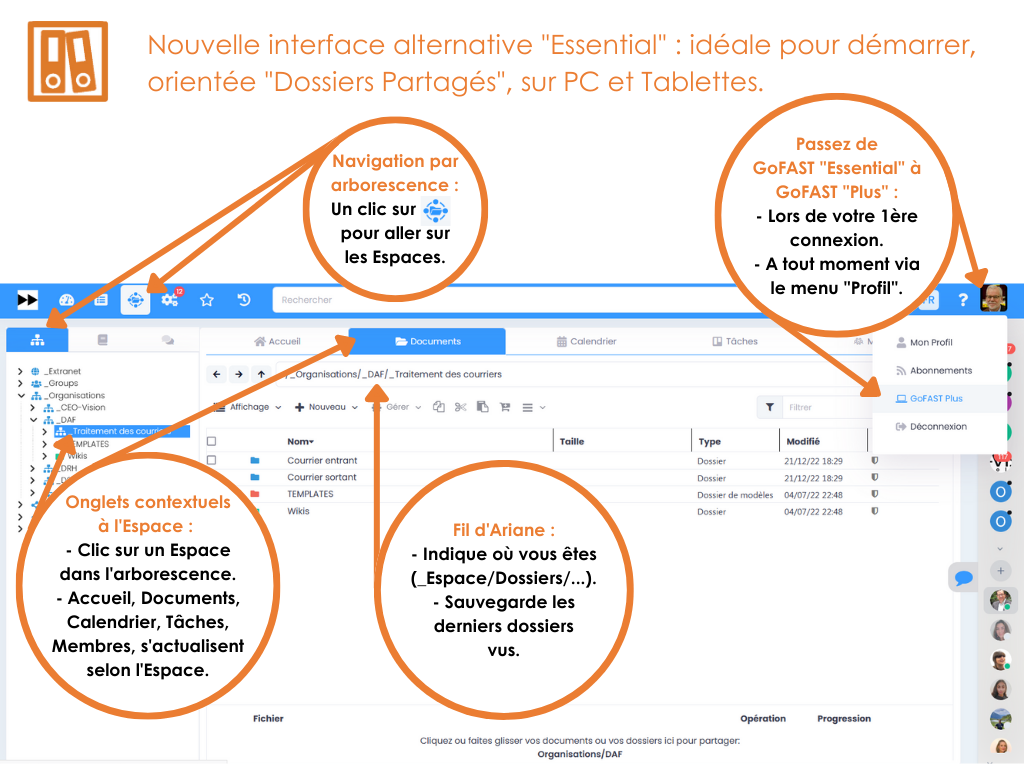 Nouvelle interface alternative "Essential" : idéale pour démarrer,
orientée "Dossiers Partagés", sur PC et Tablettes.
Navigation par
arborescence :
Un clic sur
pour aller sur
les Espaces.
Passez de
GoFAST "Essential" à
GoFAST "Plus" :
- Lors de votre 1ère
connexion.
- A tout moment via
le menu "Profil".
12
Rechercher
FR
?
Accueil
Documents
Calendrier
Tâches
M
Mon Profil
Abonnements
GoFAST Plus
Déconnexion
_Extranet
_Groups
_Organisations
_CEO-Vision
_DAF
_Traitement des courriers
TEMPLATES
Wikis
_DRH
/_Organisations/_DAF/_Traitement des courriers
Affichage
Nouveau
Gérer
Filtrer
Nom
Taille
Type
Modifié
Courrier entrant
Dossier
21/12/22 18:29
Courrier sortant
Dossier
21/12/22 18:29
TEMPLATES
Dossier de modèles
04/07/22 22:48
Wikis
Dossier
04/07/22 22:48
Onglets contextuels
à l'Espace :
- Clic sur un Espace
dans l'arborescence.
- Accueil, Documents,
Calendrier, Tâches,
Membres, s'actualisent
selon l'Espace.
Fil d'Ariane :
- Indique où vous êtes
(_Espace/Dossiers/...).
- Sauvegarde les
derniers dossiers
vus.
O
O
+
Fichier
Opération
Progression
Cliquez ou faites glisser vos documents ou vos dossiers ici pour partager:
Organisations/DAF